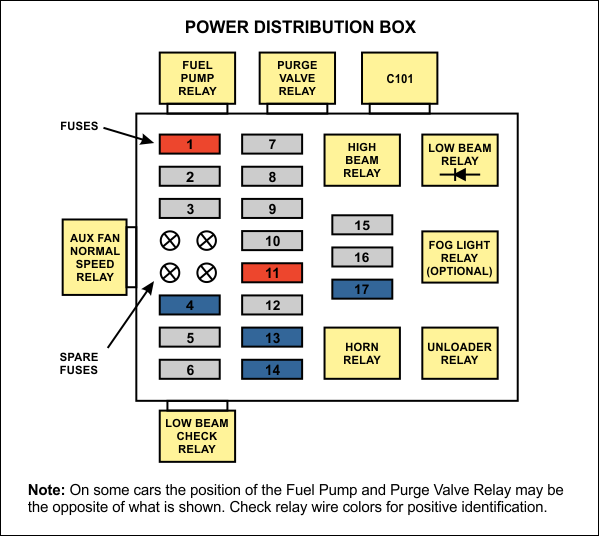 POWER DISTRIBUTION BOX
FUEL
PUMP
RELAY
PURGE
VALVE
RELAY
C101
FUSES
1
2
3
4
5
6
7
8
9
10
11
12
13
14
HIGH
BEAM
RELAY
LOW BEAM
RELAY
15
16
17
FOG LIGHT
RELAY
(OPTIONAL)
AUX FAN
NORMAL
SPEED
RELAY
SPARE
FUSES
HORN
RELAY
UNLOADER
RELAY
LOW BEAM
CHECK
RELAY
Note: On some cars the position of the Fuel Pump and Purge Valve Relay may be
the opposite of what is shown. Check relay wire colors for positive identification.